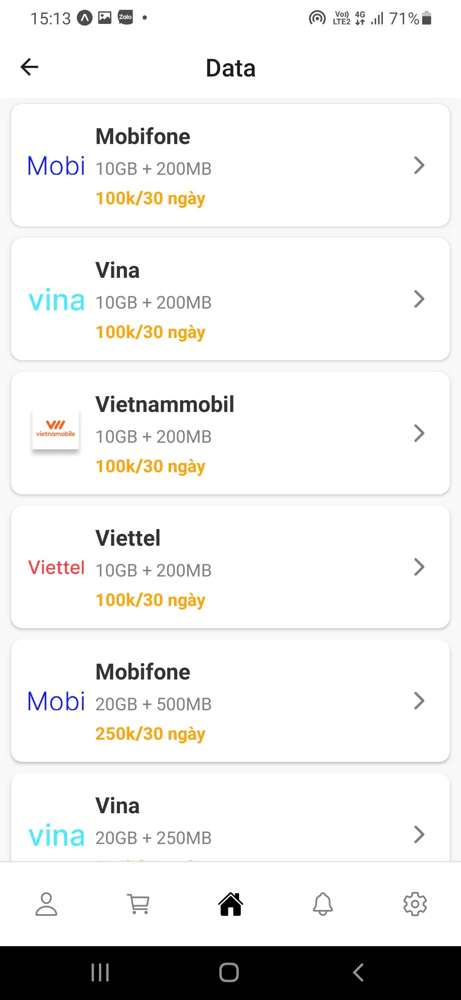 15:13 Zalo Vo)) LTE2 4G 71%
Data
Mobifone
Mobi 10GB + 200MB
100k/30 ngày
Vina
vina 10GB + 200MB
100k/30 ngày
Vietnammobil
vietnamobile 10GB + 200MB
100k/30 ngày
Viettel
Viettel 10GB + 200MB
100k/30 ngày
Mobifone
Mobi 20GB + 500MB
250k/30 ngày
Vina
vina 20GB + 250MB